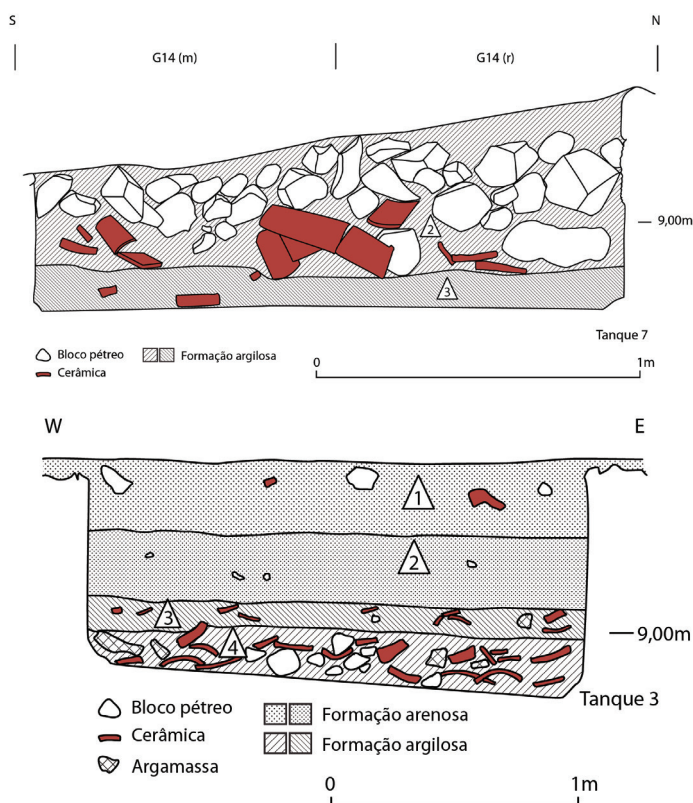 S N
G14 (m) G14 (r)
9,00m
2
3
Tanque 7
Bloco pétreo Formação argilosa
Cerâmica
0 1m
W E
1
2
3
4
9,00m
Tanque 3
Bloco pétreo Formação arenosa
Cerâmica Formação argilosa
Argamassa
0 1m